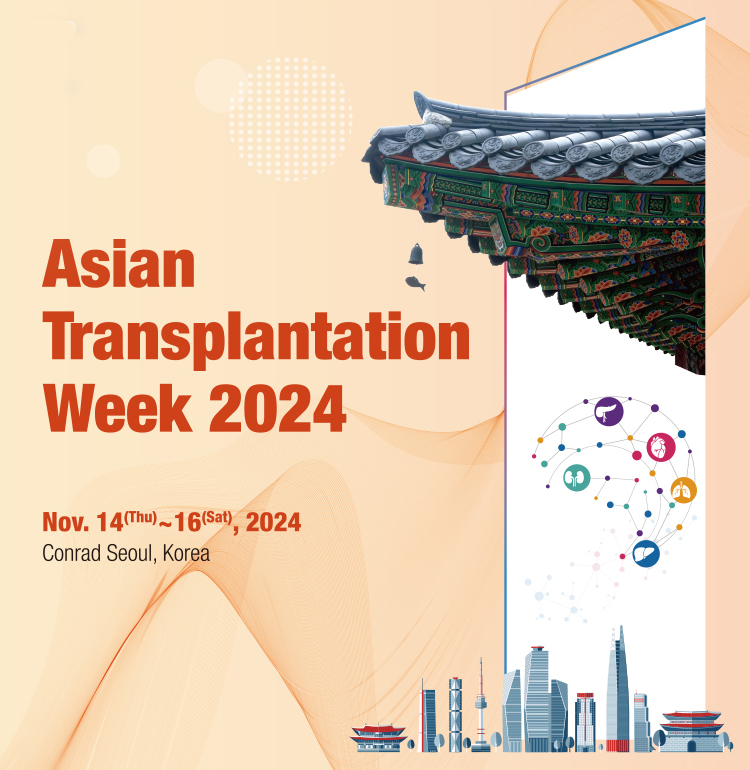 Asian
Transplantation
Week 2024
Nov. 14(Thu)~16(Sat), 2024
Conrad Seoul, Korea